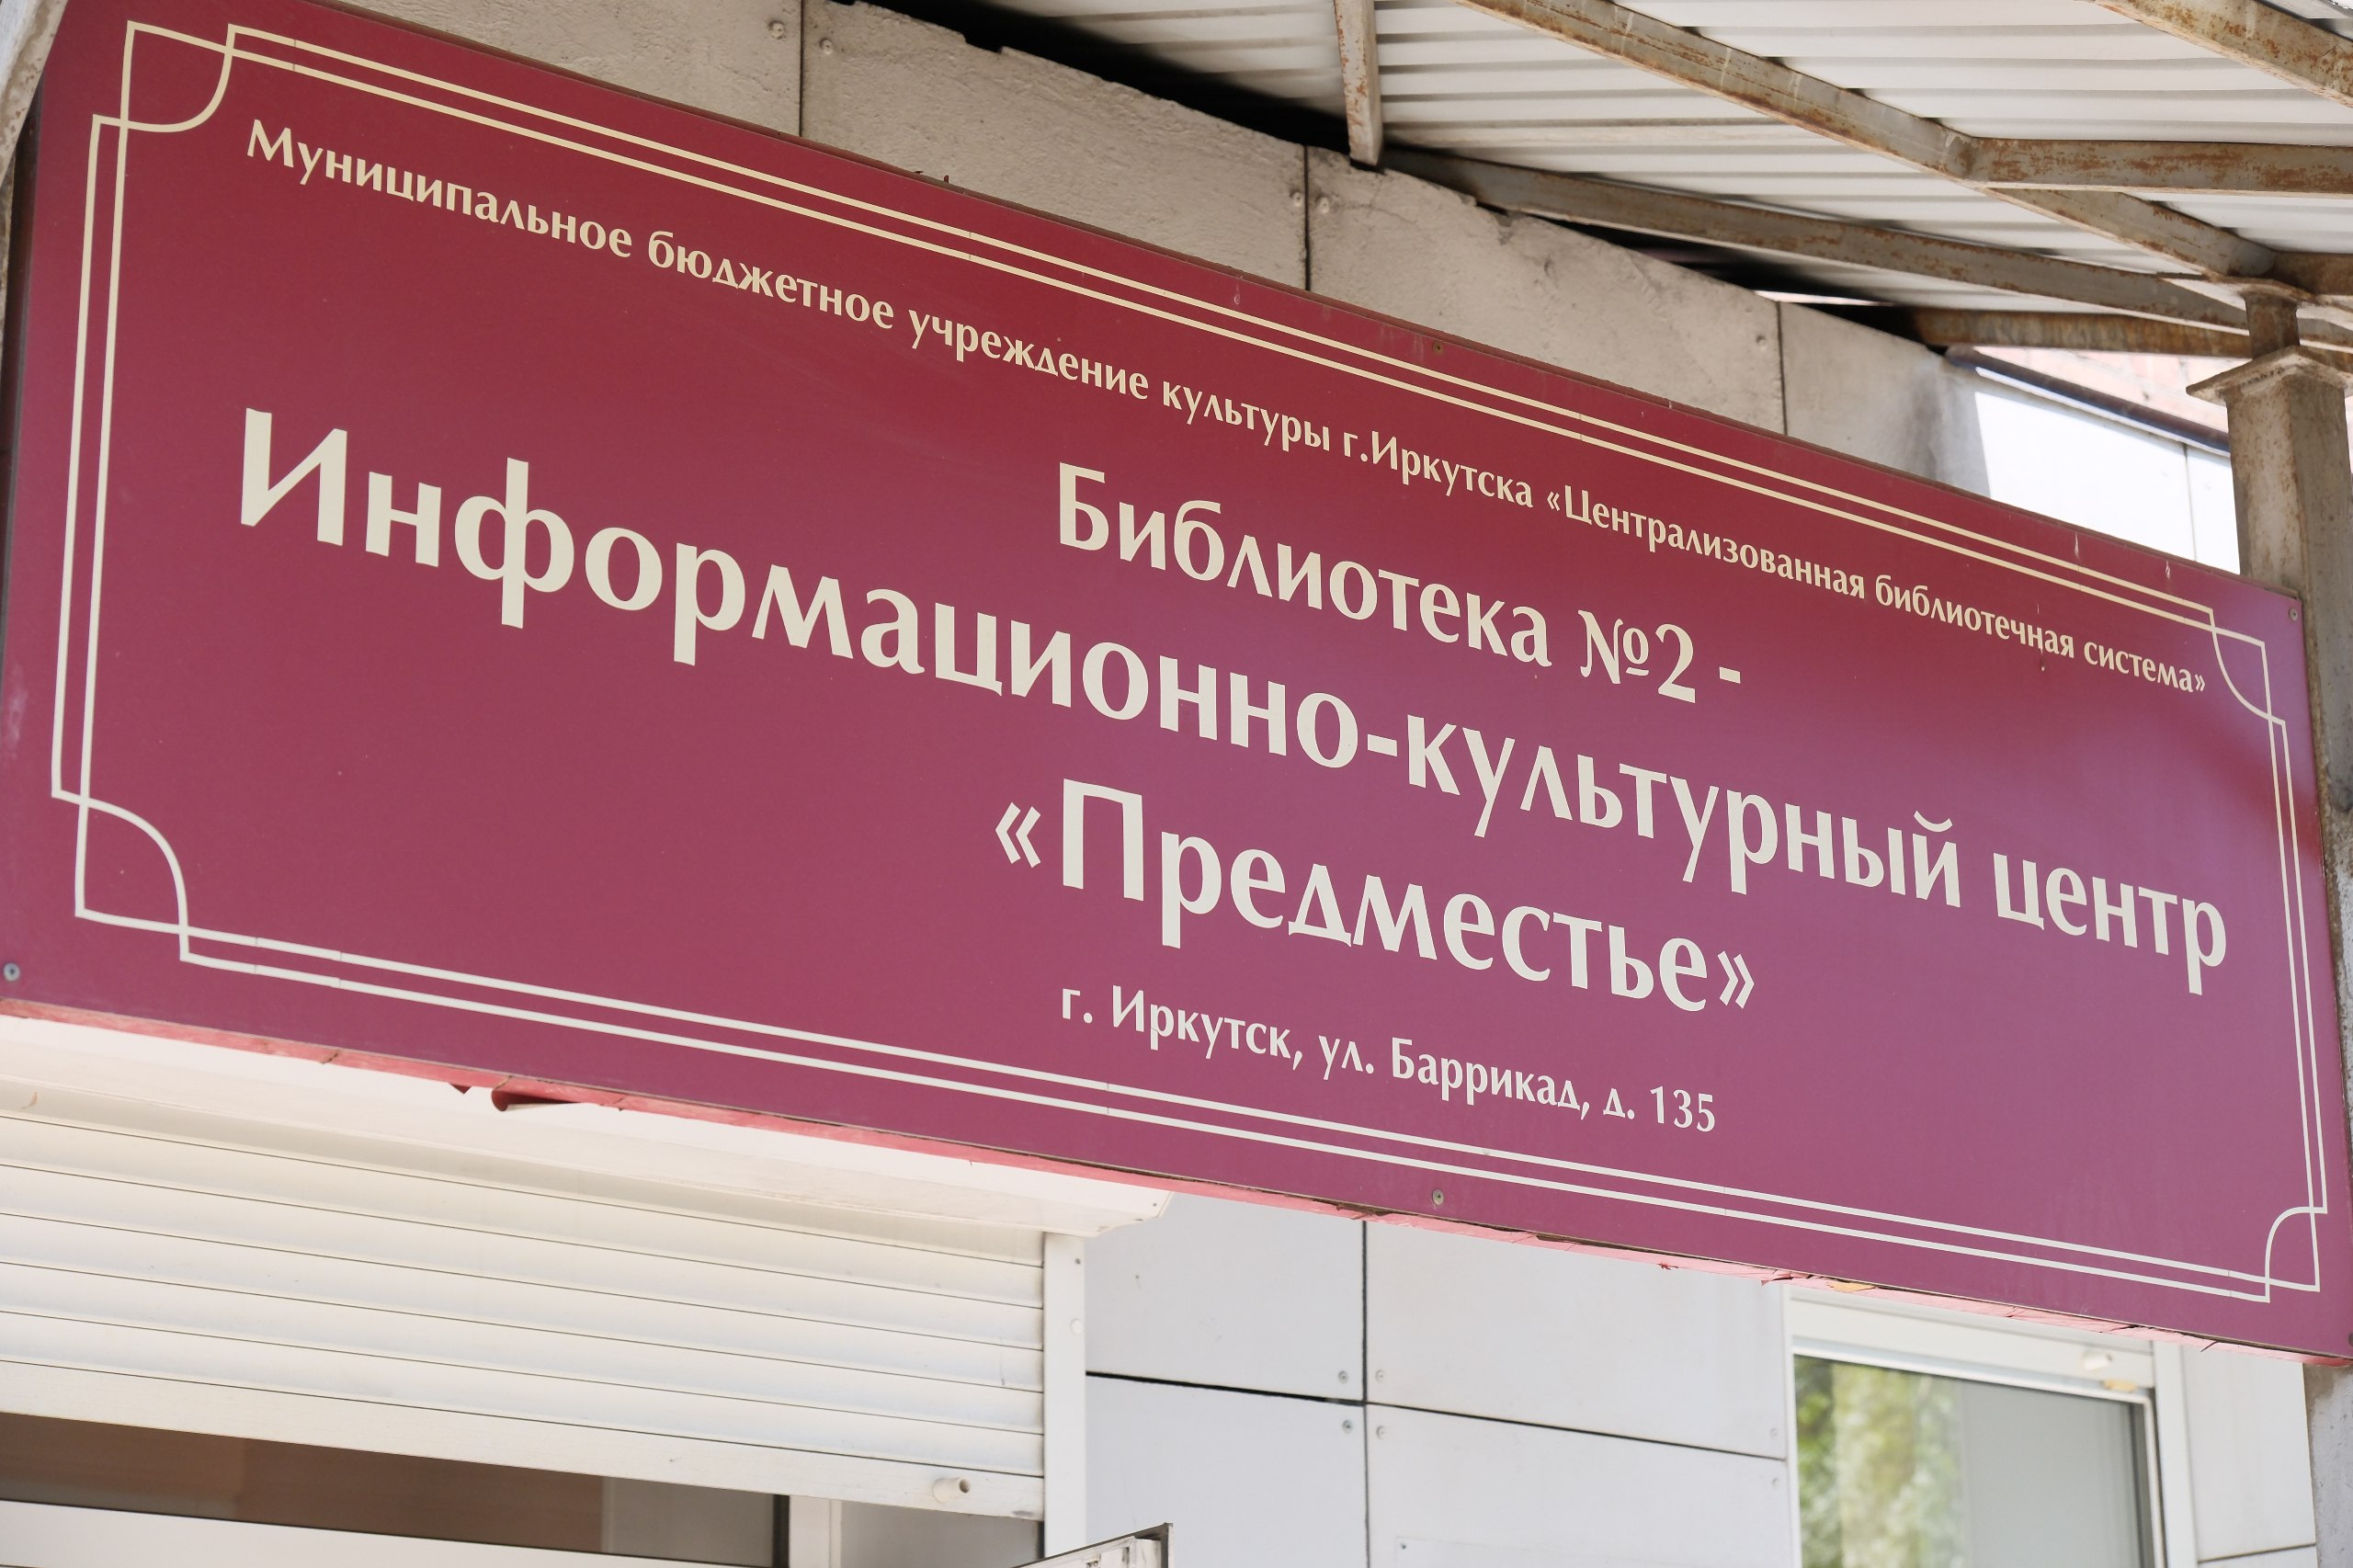 Муниципальное бюджетное учреждение культуры г.Иркутска «Централизованная библиотечная система»
Библиотека №2 -
Информационно-культурный центр
«Предместье»
г. Иркутск, ул. Баррикад, д. 135